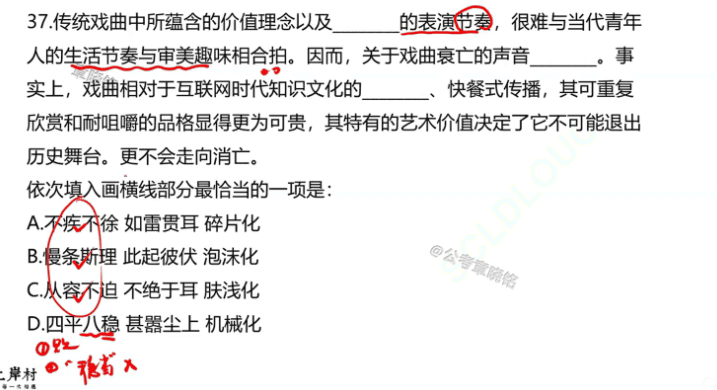 37.传统戏曲中所蕴含的价值理念以及_______的表演节奏，很难与当代青年
人的生活节奏与审美趣味相合拍。因而，关于戏曲衰亡的声音_______。事
实上，戏曲相对于互联网时代知识文化的_______、快餐式传播，其可重复
欣赏和耐咀嚼的品格显得更为可贵，其特有的艺术价值决定了它不可能退出
历史舞台。更不会走向消亡。
依次填入画横线部分最恰当的一项是：
A.不疾不徐 如雷贯耳 碎片化
B.慢条斯理 此起彼伏 泡沫化
@公考章晓铭
C.从容不迫 不绝于耳 肤浅化
D.四平八稳 甚嚣尘上 机械化
①
②“稳当”×
上岸村